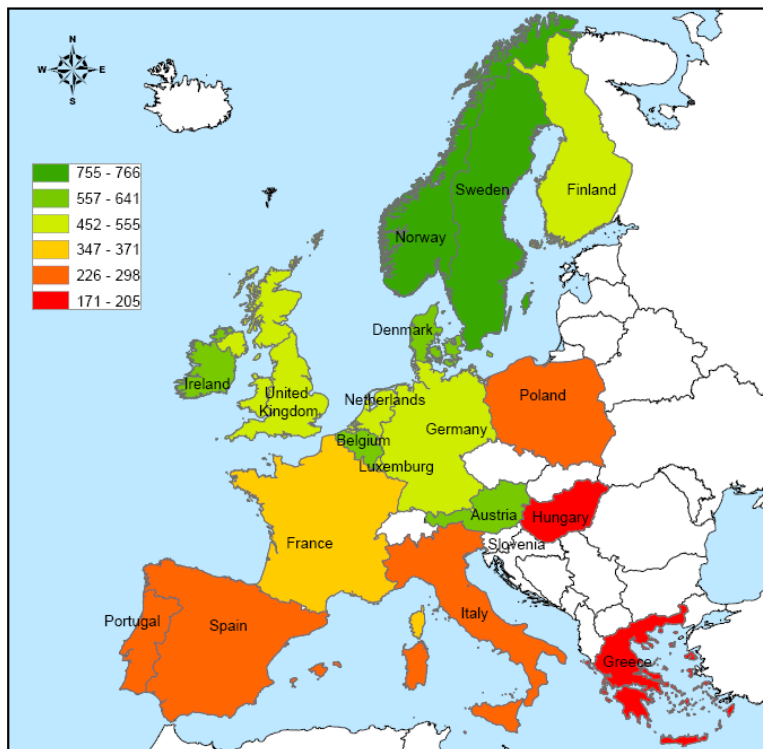 N
W E
S
755 - 766
557 - 641
452 - 555
347 - 371
226 - 298
171 - 205
Sweden
Finland
Norway
Denmark
Ireland
United
Kingdom
Netherlands
Poland
Germany
Belgium
Luxemburg
Austria
Hungary
France
Slovenia
Portugal
Spain
Italy
Greece